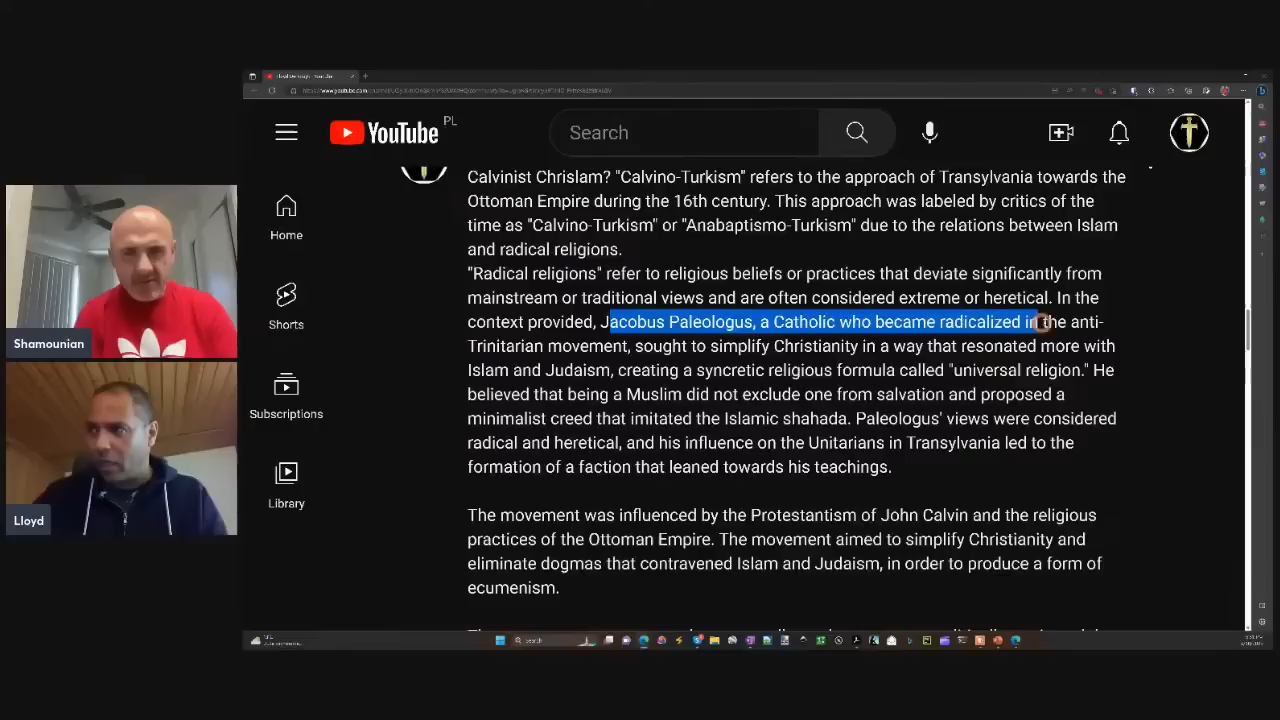 YouTube PL
Search
Home
Shorts
Subscriptions
Library
Calvinist Chrislam? "Calvino-Turkism" refers to the approach of Transylvania towards the
Ottoman Empire during the 16th century. This approach was labeled by critics of the
time as "Calvino-Turkism" or "Anabaptismo-Turkism" due to the relations between Islam
and radical religions.
"Radical religions" refer to religious beliefs or practices that deviate significantly from
mainstream or traditional views and are often considered extreme or heretical. In the
context provided, Jacobus Paleologus, a Catholic who became radicalized in the anti-
Trinitarian movement, sought to simplify Christianity in a way that resonated more with
Islam and Judaism, creating a syncretic religious formula called "universal religion." He
believed that being a Muslim did not exclude one from salvation and proposed a
minimalist creed that imitated the Islamic shahada. Paleologus' views were considered
radical and heretical, and his influence on the Unitarians in Transylvania led to the
formation of a faction that leaned towards his teachings.
The movement was influenced by the Protestantism of John Calvin and the religious
practices of the Ottoman Empire. The movement aimed to simplify Christianity and
eliminate dogmas that contravened Islam and Judaism, in order to produce a form of
ecumenism.
Shamounian
Lloyd
Search